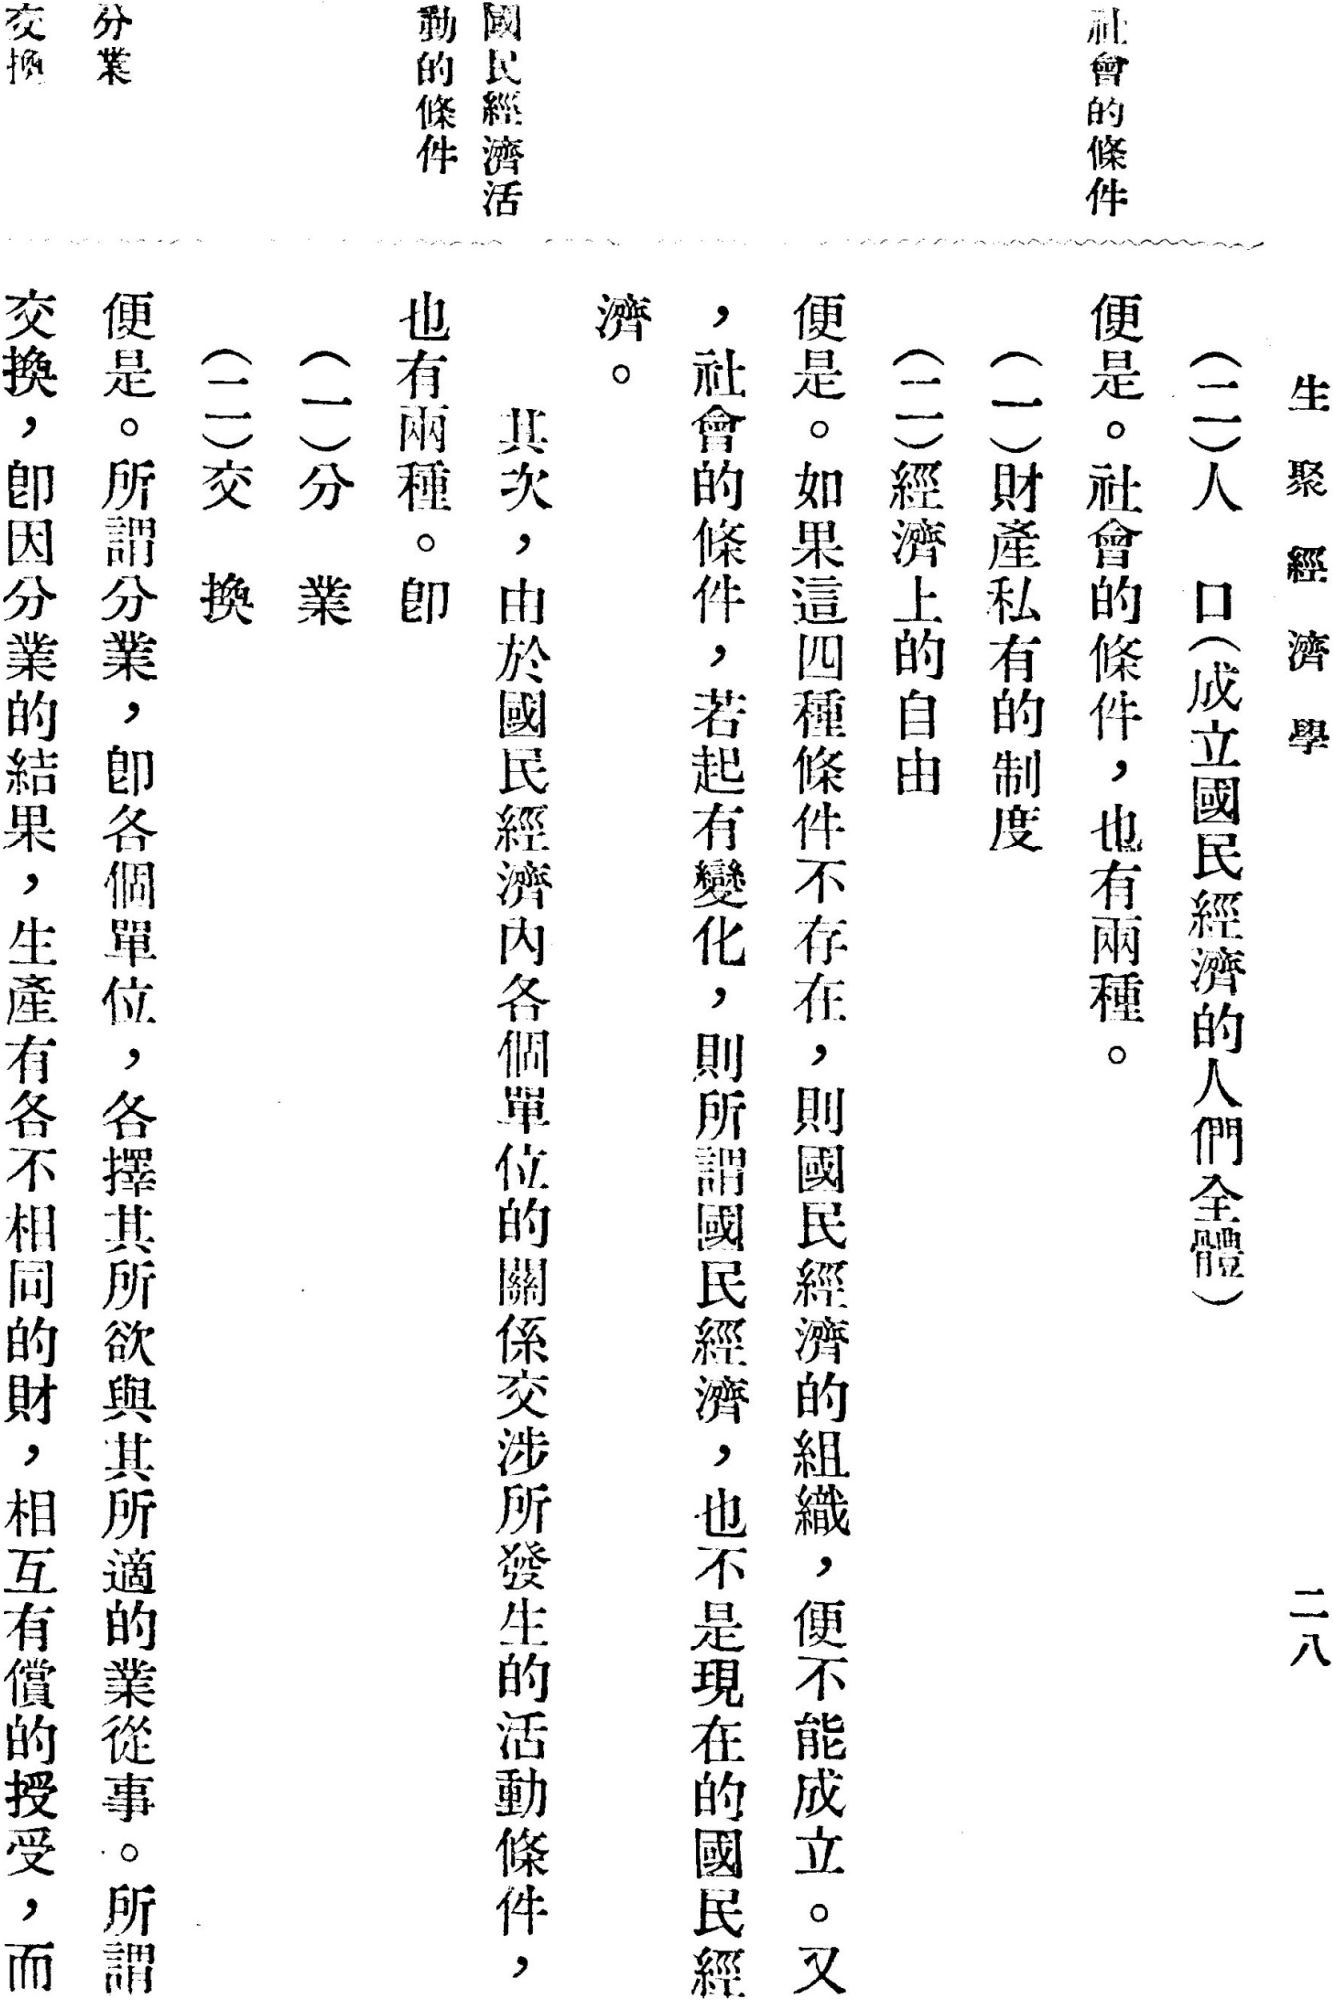 生聚經濟學
二八
社會的條件
（二）人　口（成立國民經濟的人們全體）
便是。社會的條件，也有兩種。
（一）財產私有的制度
（二）經濟上的自由
便是。如果這四種條件不存在，則國民經濟的組織，便不能成立。又
，社會的條件，若起有變化，則所謂國民經濟，也不是現在的國民經
濟。
國民經濟活
動的條件
其次，由於國民經濟內各個單位的關係交涉所發生的活動條件，
也有兩種。卽
（一）分　業
（二）交　換
分業
便是。所謂分業，卽各個單位，各擇其所欲與其所適的業從事。所謂
交換
交換，卽因分業的結果，生產有各不相同的財，相互有償的授受，而